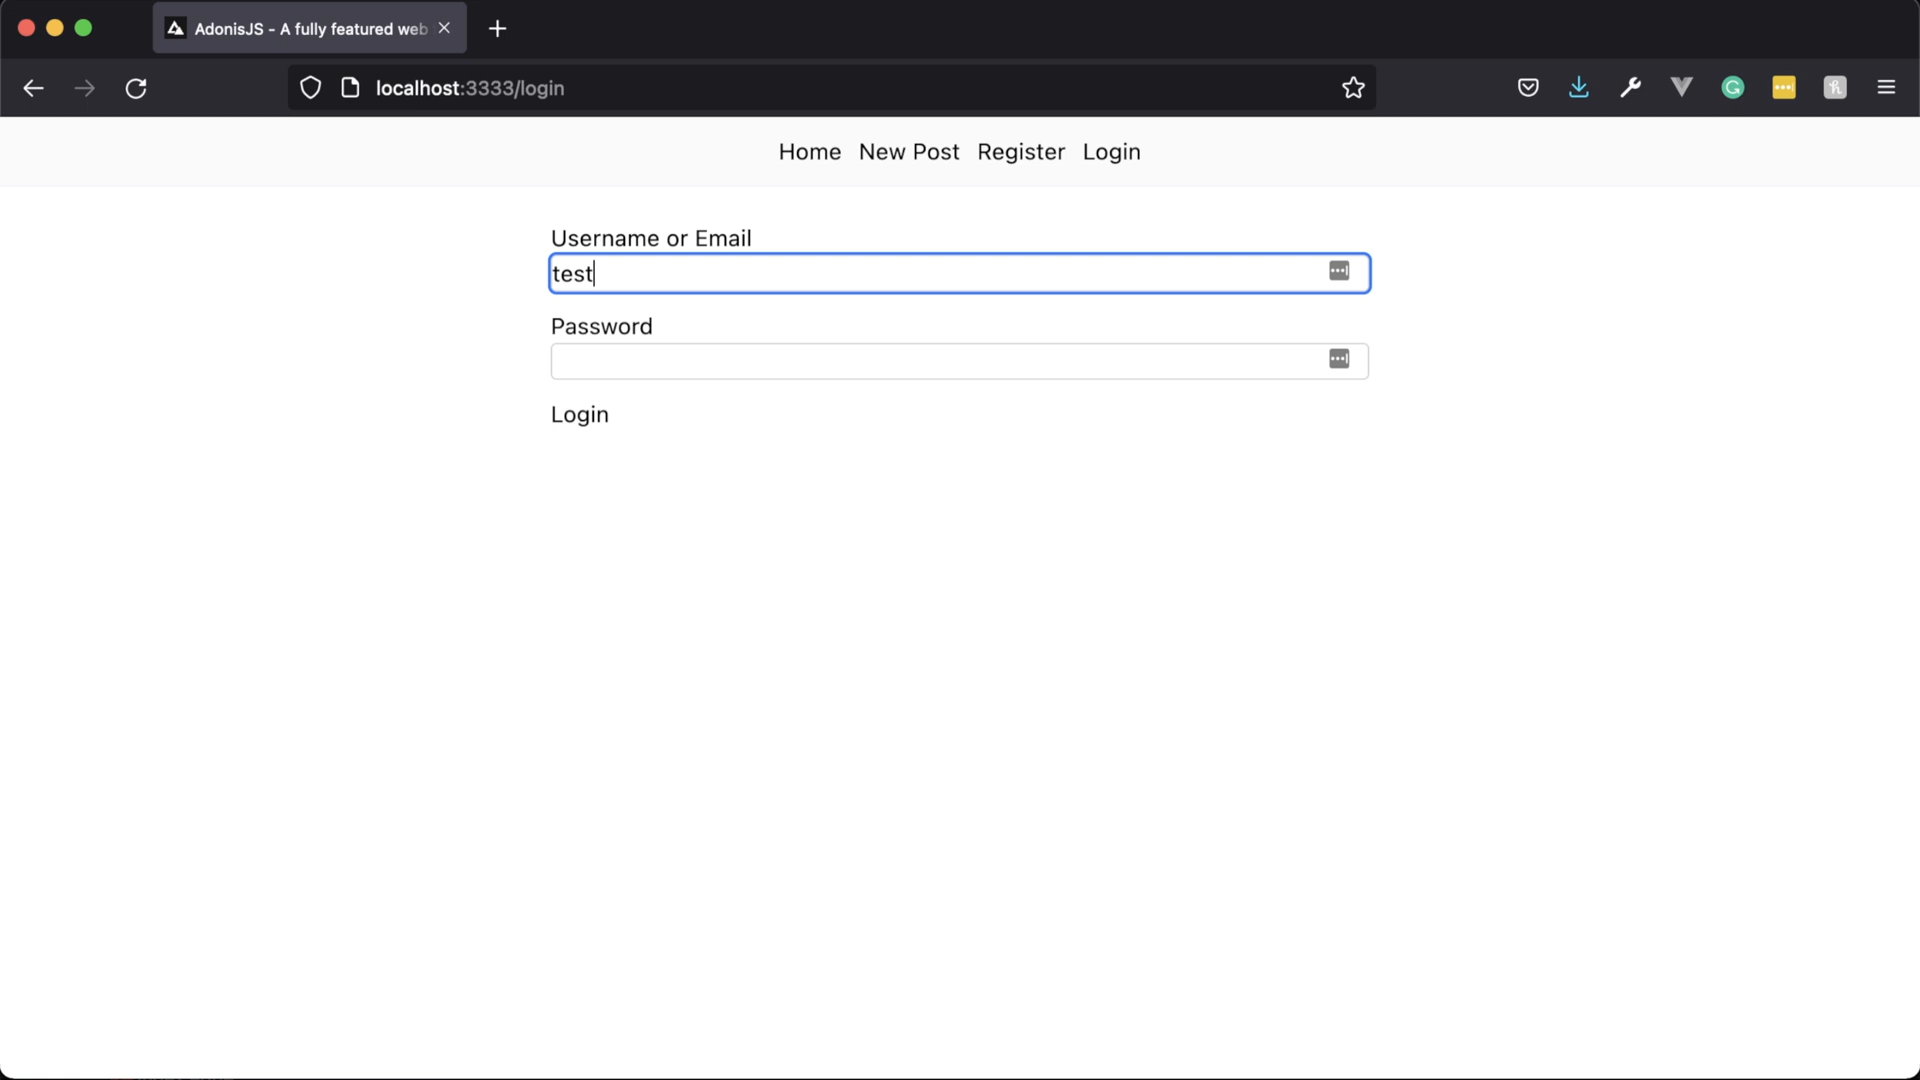 AdonisJS - A fully featured web
localhost:3333/login
Home New Post Register Login
Username or Email
test
Password
Login